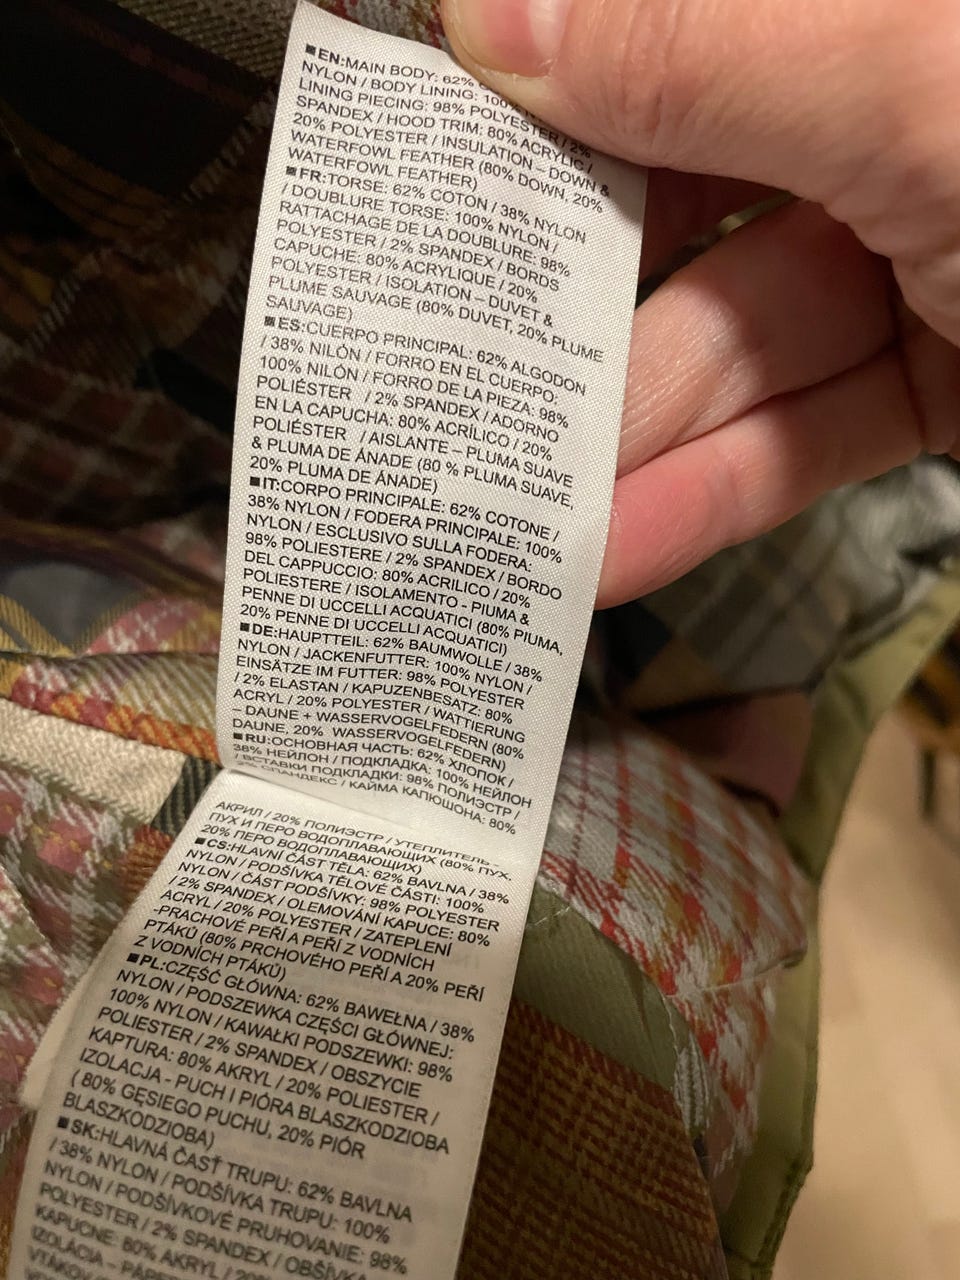 ■EN:MAIN BODY: 62%
NYLON / BODY LINING: 100%
LINING PIECING: 98% POLYESTER / 2%
SPANDEX / HOOD TRIM: 80% ACRYLIC /
20% POLYESTER / INSULATION – DOWN &
WATERFOWL FEATHER (80% DOWN, 20%
WATERFOWL FEATHER)
■FR:TORSE: 62% COTON / 38% NYLON
/ DOUBLURE TORSE: 100% NYLON /
RATTACHAGE DE LA DOUBLURE: 98%
POLYESTER / 2% SPANDEX / BORDS
CAPUCHE: 80% ACRYLIQUE / 20%
POLYESTER / ISOLATION – DUVET &
PLUME SAUVAGE (80% DUVET, 20% PLUME
SAUVAGE)
■ES:CUERPO PRINCIPAL: 62% ALGODON
/ 38% NILÓN / FORRO EN EL CUERPO:
100% NILÓN / FORRO DE LA PIEZA: 98%
POLIÉSTER / 2% SPANDEX / ADORNO
EN LA CAPUCHA: 80% ACRÍLICO / 20%
POLIÉSTER / AISLANTE – PLUMA SUAVE
& PLUMA DE ÁNADE (80 % PLUMA SUAVE,
20% PLUMA DE ÁNADE)
■IT:CORPO PRINCIPALE: 62% COTONE /
38% NYLON / FODERA PRINCIPALE: 100%
NYLON / ESCLUSIVO SULLA FODERA:
98% POLIESTERE / 2% SPANDEX / BORDO
DEL CAPPUCCIO: 80% ACRILICO / 20%
POLIESTERE / ISOLAMENTO - PIUMA &
PENNE DI UCCELLI ACQUATICI (80% PIUMA,
20% PENNE DI UCCELLI ACQUATICI)
■DE:HAUPTTEIL: 62% BAUMWOLLE / 38%
NYLON / JACKENFUTTER: 100% NYLON /
EINSÄTZE IM FUTTER: 98% POLYESTER
/ 2% ELASTAN / KAPUZENBESATZ: 80%
ACRYL / 20% POLYESTER / WATTIERUNG
– DAUNE + WASSERVOGELFEDERN (80%
DAUNE, 20% WASSERVOGELFEDERN)
■RU:ОСНОВНАЯ ЧАСТЬ: 62% ХЛОПОК /
38% НЕЙЛОН / ПОДКЛАДКА: 100% НЕЙЛОН
/ ВСТАВКИ ПОДКЛАДКИ: 98% ПОЛИЭСТР /
2% СПАНДЕКС / КАЙМА КАПЮШОНА: 80%
АКРИЛ / 20% ПОЛИЭСТР / УТЕПЛИТЕЛЬ -
ПУХ И ПЕРО ВОДОПЛАВАЮЩИХ (80% ПУХ,
20% ПЕРО ВОДОПЛАВАЮЩИХ)
■CS:HLAVNÍ ČÁST TĚLA: 62% BAVLNA / 38%
NYLON / PODŠÍVKA TĚLOVÉ ČÁSTI: 100%
NYLON / ČÁST PODŠÍVKY: 98% POLYESTER
/ 2% SPANDEX / OLEMOVÁNÍ KAPUCE: 80%
ACRYL / 20% POLYESTER / ZATEPLENÍ
-PRACHOVÉ PEŘÍ A PEŘÍ Z VODNÍCH
PTÁKŮ (80% PRCHOVÉHO PEŘÍ A 20% PEŘÍ
Z VODNÍCH PTÁKŮ)
■PL:CZĘŚĆ GŁÓWNA: 62% BAWEŁNA / 38%
NYLON / PODSZEWKA CZĘŚCI GŁÓWNEJ:
100% NYLON / KAWAŁKI PODSZEWKI: 98%
POLIESTER / 2% SPANDEX / OBSZYCIE
KAPTURA: 80% AKRYL / 20% POLIESTER /
IZOLACJA - PUCH I PIÓRA BLASZKODZIOBA
( 80% GĘSIEGO PUCHU, 20% PIÓR
BLASZKODZIOBA)
■SK:HLAVNÁ ČASŤ TRUPU: 62% BAVLNA
/ 38% NYLON / PODŠÍVKA TRUPU: 100%
NYLON / PODŠÍVKOVÉ PRUHOVANIE: 98%
POLYESTER / 2% SPANDEX / OBŠÍVKA
KAPUCNE: 80% AKRYL / 20%
IZOLÁCIA –